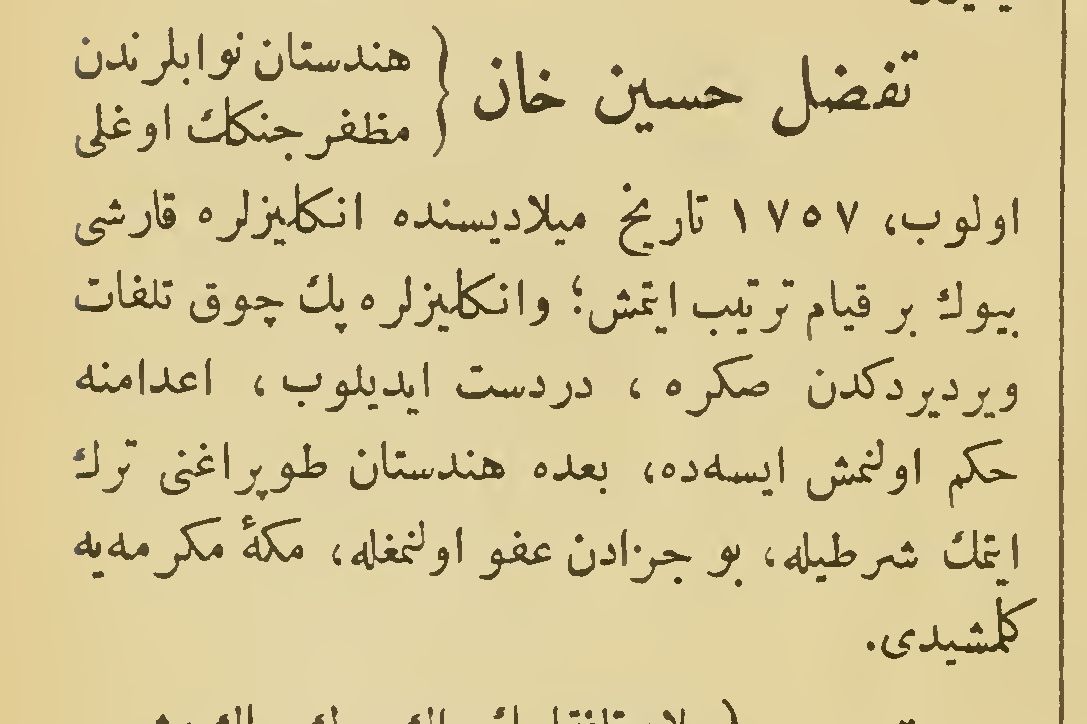 تفضل حسين خان { هندستان نوابلرندن
مظفر جنكك اوغلى
اولوب، ١٧٥٧ تاريخ ميلاديسنده انكليزلره قارشى
بيوك بر قيام ترتيب ايتمش؛ وانكليزلره پك چوق تلفات
ويرديردكدن صكره ، دردست ايديلوب ، اعدامنه
حكم اولنمش ايسه‌ده، بعده هندستان طوپراغنى ترك
ايتمك شرطيله، بو جزادن عفو اولنمغله، مكهٔ مكرمه‌يه
كلمشيدى.